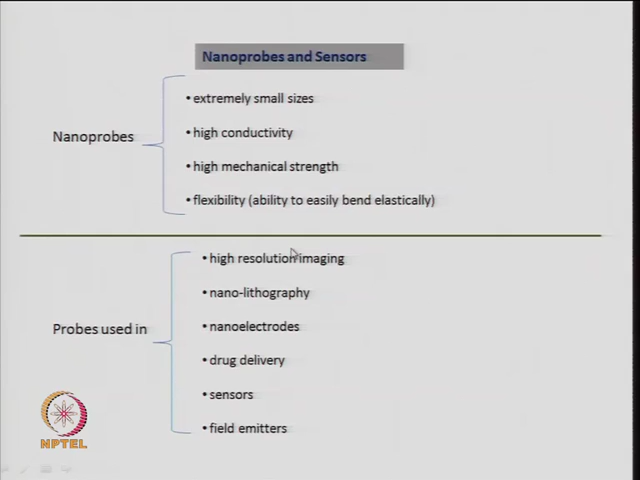 Nanoprobes and Sensors
Nanoprobes
• extremely small sizes
• high conductivity
• high mechanical strength
• flexibility (ability to easily bend elastically)
Probes used in
• high resolution imaging
• nano-lithography
• nanoelectrodes
• drug delivery
• sensors
• field emitters
NPTEL